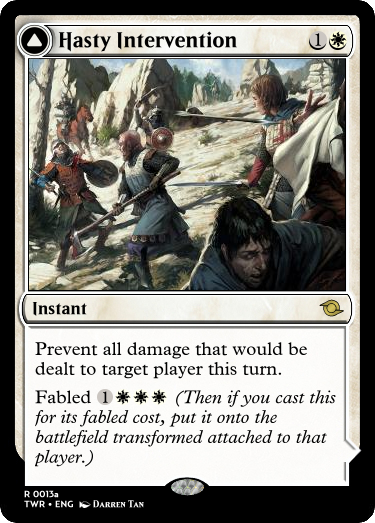 Hasty Intervention 1
Instant
Prevent all damage that would be
dealt to target player this turn.
Fabled 1 (Then if you cast this
for its fabled cost, put it onto the
battlefield transformed attached to that
player.)
R 0013a
TWR • ENG Darren Tan